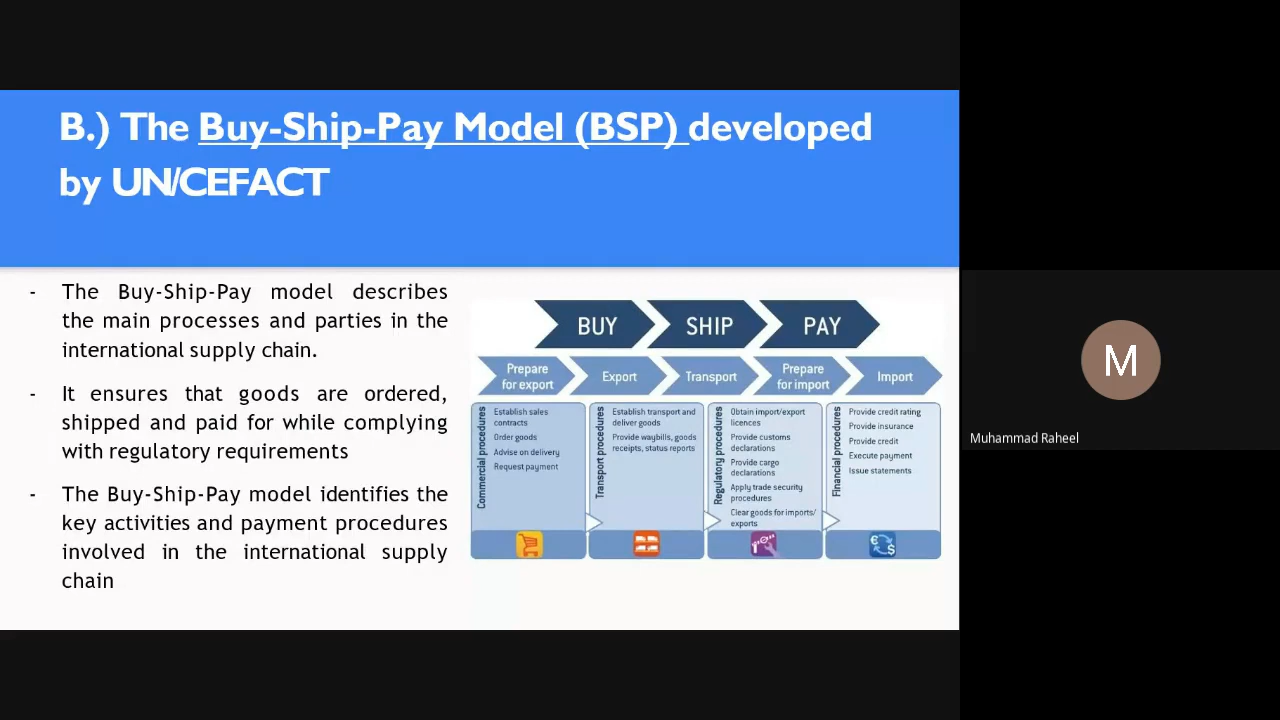 B.) The Buy-Ship-Pay Model (BSP) developed
by UN/CEFACT
- The Buy-Ship-Pay model describes
the main processes and parties in the
international supply chain.
- It ensures that goods are ordered,
shipped and paid for while complying
with regulatory requirements
- The Buy-Ship-Pay model identifies the
key activities and payment procedures
involved in the international supply
chain
BUY SHIP PAY
Prepare
for export
Export
Transport
Prepare
for import
Import
Commercial procedures
Establish sales
contracts
Order goods
Advise on delivery
Request payment
Transport procedures
Establish transport and
deliver goods
Provide waybills, goods
receipts, status reports
Regulatory procedures
Obtain import/export
licences
Provide customs
declarations
Provide cargo
declarations
Apply trade security
procedures
Clear goods for imports/
exports
Financial procedures
Provide credit rating
Provide insurance
Provide credit
Execute payment
Issue statements
€ $
M
Muhammad Raheel